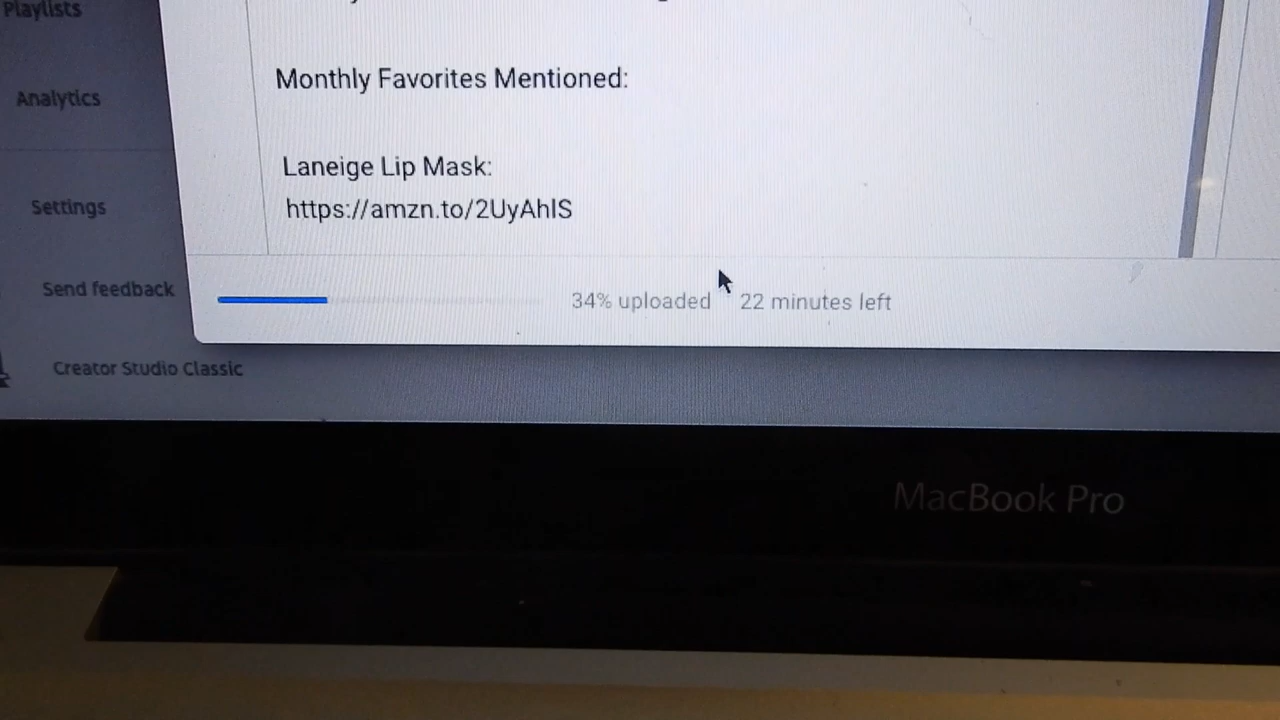 Playlists
Analytics
Settings
Send feedback
Creator Studio Classic
Monthly Favorites Mentioned:
Laneige Lip Mask:
https://amzn.to/2UyAhlS
34% uploaded
22 minutes left
MacBook Pro